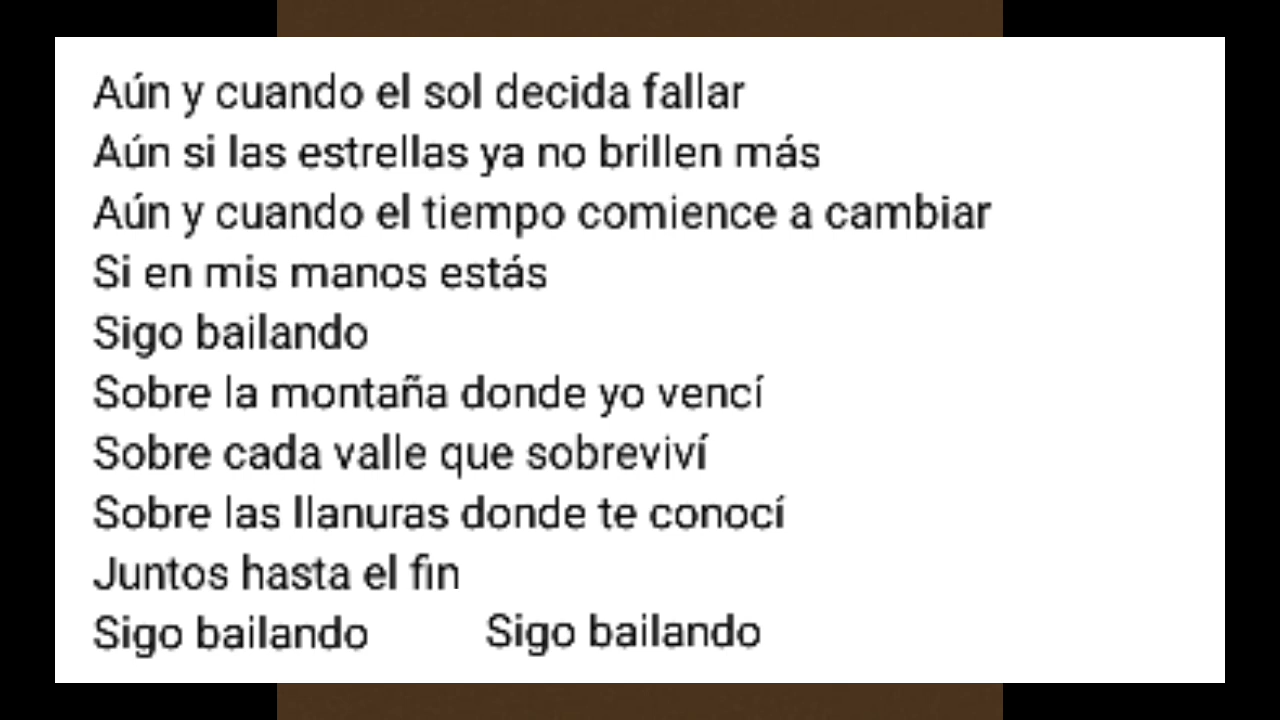 Aún y cuando el sol decida fallar
Aún si las estrellas ya no brillen más
Aún y cuando el tiempo comience a cambiar
Si en mis manos estás
Sigo bailando
Sobre la montaña donde yo vencí
Sobre cada valle que sobreviví
Sobre las llanuras donde te conocí
Juntos hasta el fin
Sigo bailando Sigo bailando